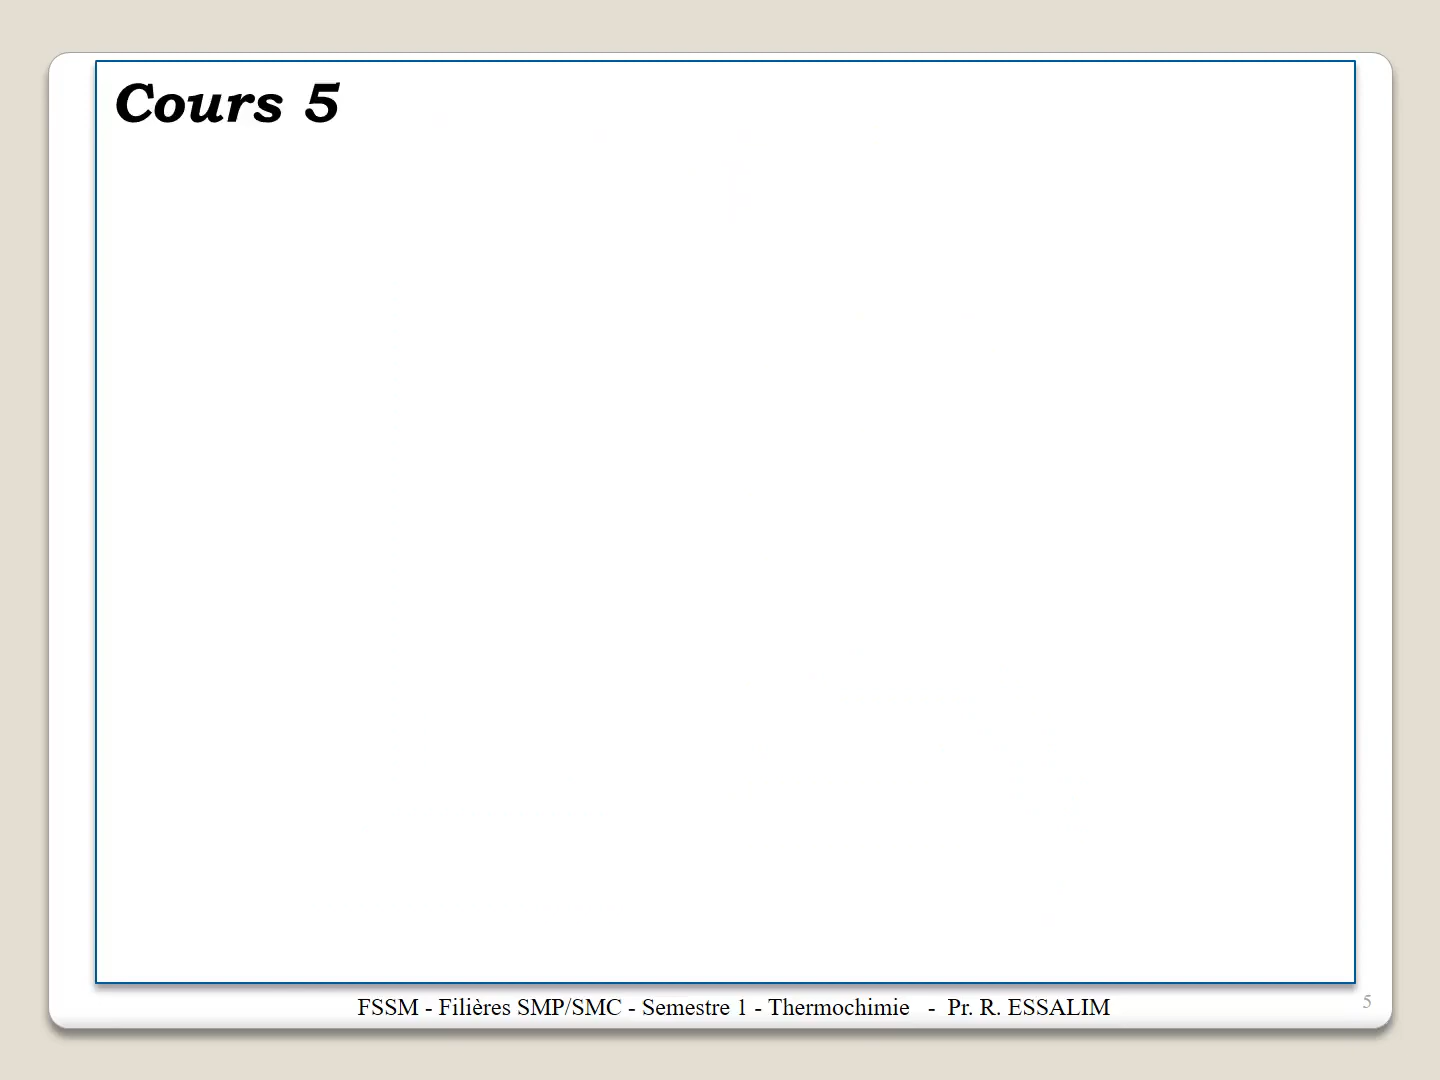 Cours 5
FSSM - Filières SMP/SMC - Semestre 1 - Thermochimie - Pr. R. ESSALIM
5